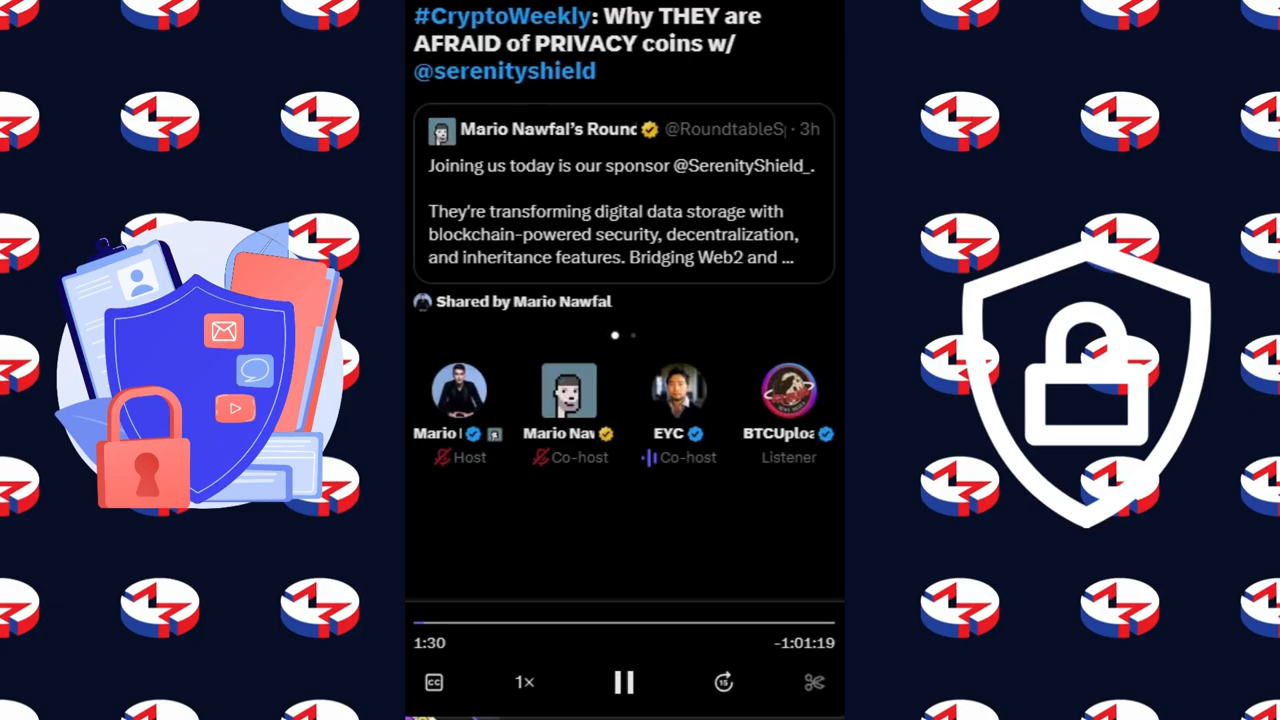 #CryptoWeekly: Why THEY are
AFRAID of PRIVACY coins w/
@serenityshield
Mario Nawfal's Roun @RoundtableS · 3h
Joining us today is our sponsor @SerenityShield_.
They're transforming digital data storage with
blockchain-powered security, decentralization,
and inheritance features. Bridging Web2 and ...
Shared by Mario Nawfal
Mario Mario Nav EYC BTCUploa
Host Co-host Co-host Listener
1:30 -1:01:19
CC 1× 15